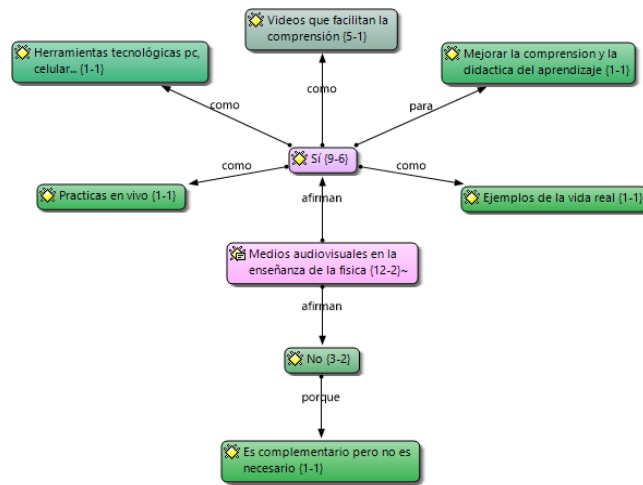 Videos que facilitan la
comprensión {5-1}
Herramientas tecnológicas pc,
celular... {1-1}
Mejorar la comprension y la
didactica del aprendizaje {1-1}
como
como
para
Sí {9-6}
como
como
Practicas en vivo {1-1}
Ejemplos de la vida real {1-1}
afirman
Medios audiovisuales en la
enseñanza de la fisica {12-2}~
afirman
No {3-2}
porque
Es complementario pero no es
necesario {1-1}